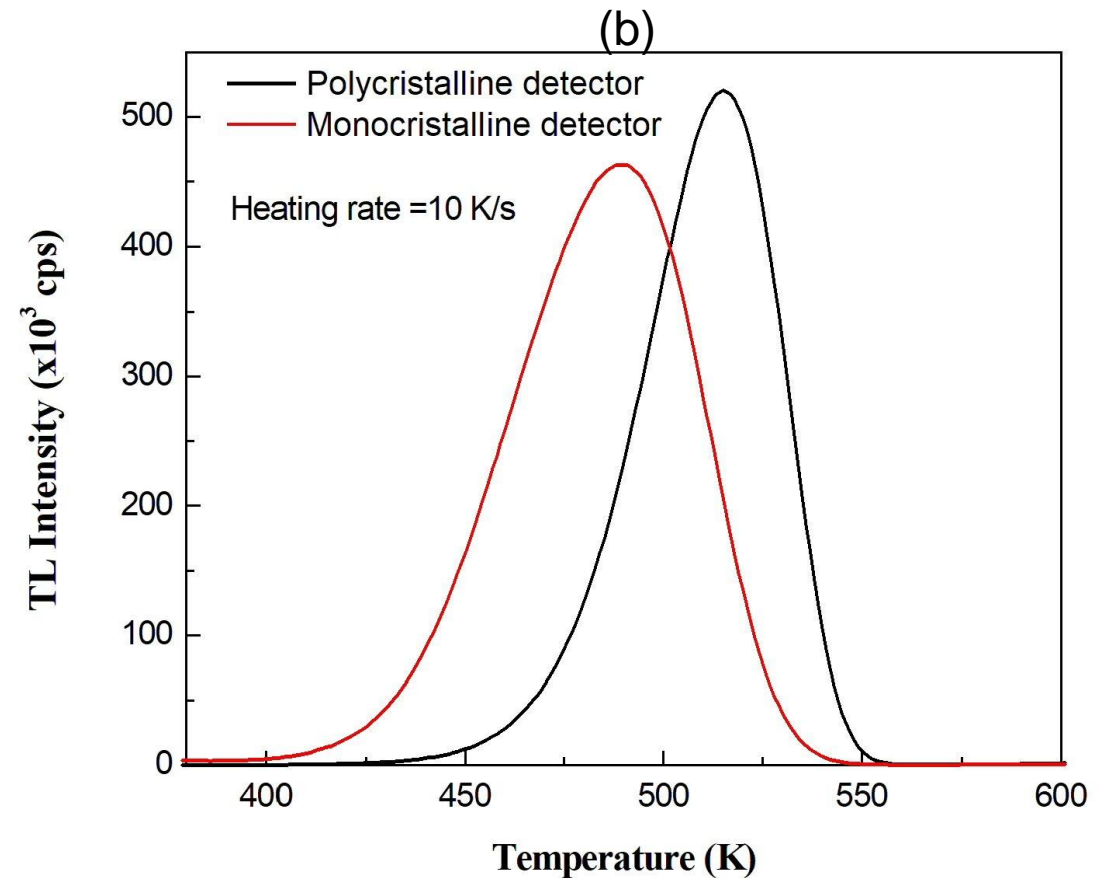 (b)
Polycristalline detector
Monocristalline detector
Heating rate =10 K/s
TL Intensity (x10³ cps)
500
400
300
200
100
0
400 450 500 550 600
Temperature (K)